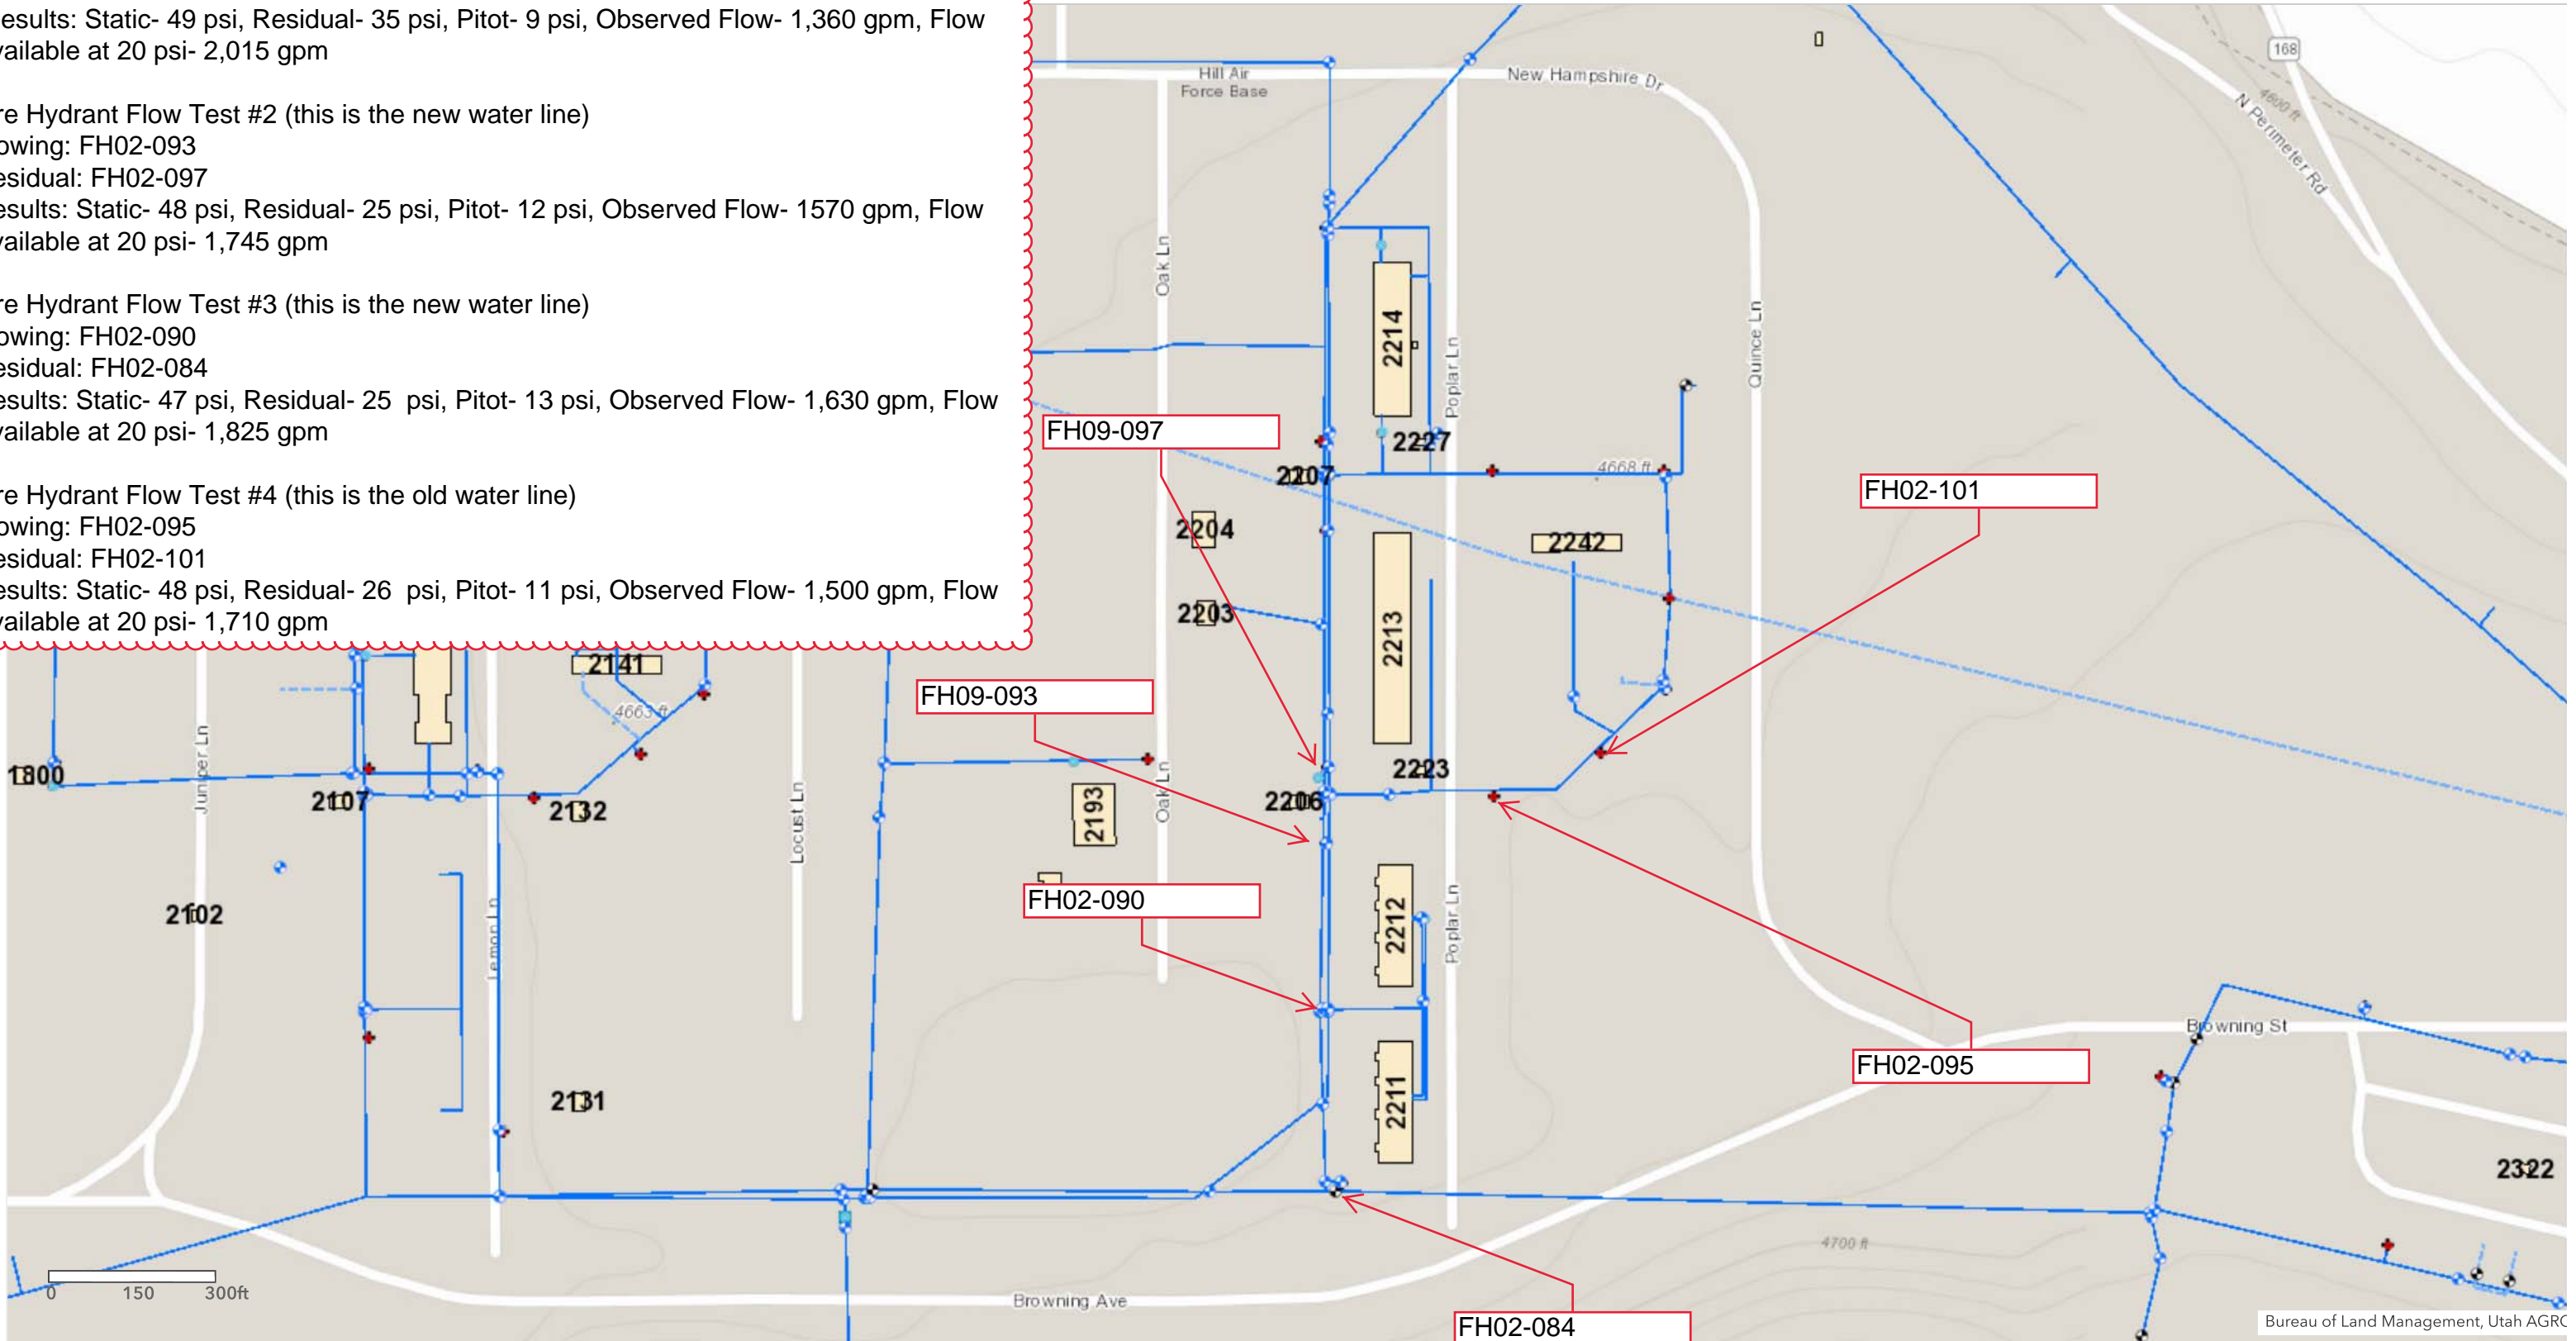 esults: Static- 49 psi, Residual- 35 psi, Pitot- 9 psi, Observed Flow- 1,360 gpm, Flow
vailable at 20 psi- 2,015 gpm
re Hydrant Flow Test #2 (this is the new water line)
owing: FH02-093
esidual: FH02-097
esults: Static- 48 psi, Residual- 25 psi, Pitot- 12 psi, Observed Flow- 1570 gpm, Flow
vailable at 20 psi- 1,745 gpm
re Hydrant Flow Test #3 (this is the new water line)
owing: FH02-090
esidual: FH02-084
esults: Static- 47 psi, Residual- 25  psi, Pitot- 13 psi, Observed Flow- 1,630 gpm, Flow
vailable at 20 psi- 1,825 gpm
re Hydrant Flow Test #4 (this is the old water line)
owing: FH02-095
esidual: FH02-101
esults: Static- 48 psi, Residual- 26  psi, Pitot- 11 psi, Observed Flow- 1,500 gpm, Flow
vailable at 20 psi- 1,710 gpm
Hill Air
Force Base
New Hampshire Dr
168
4600 ft
N Perimeter Rd
Oak Ln
2214
Poplar Ln
Quince Ln
FH09-097
2227
2207
4668 ft
FH02-101
2204
2242
2203
2213
2141
4663 ft
FH09-093
Juniper Ln
1800
2107
2132
Locust Ln
2193
Oak Ln
2206
2223
2102
Lemon Ln
FH02-090
2212
Poplar Ln
Browning St
FH02-095
2131
2211
2322
4700 ft
0 150 300ft
Browning Ave
FH02-084
Bureau of Land Management, Utah AGRC